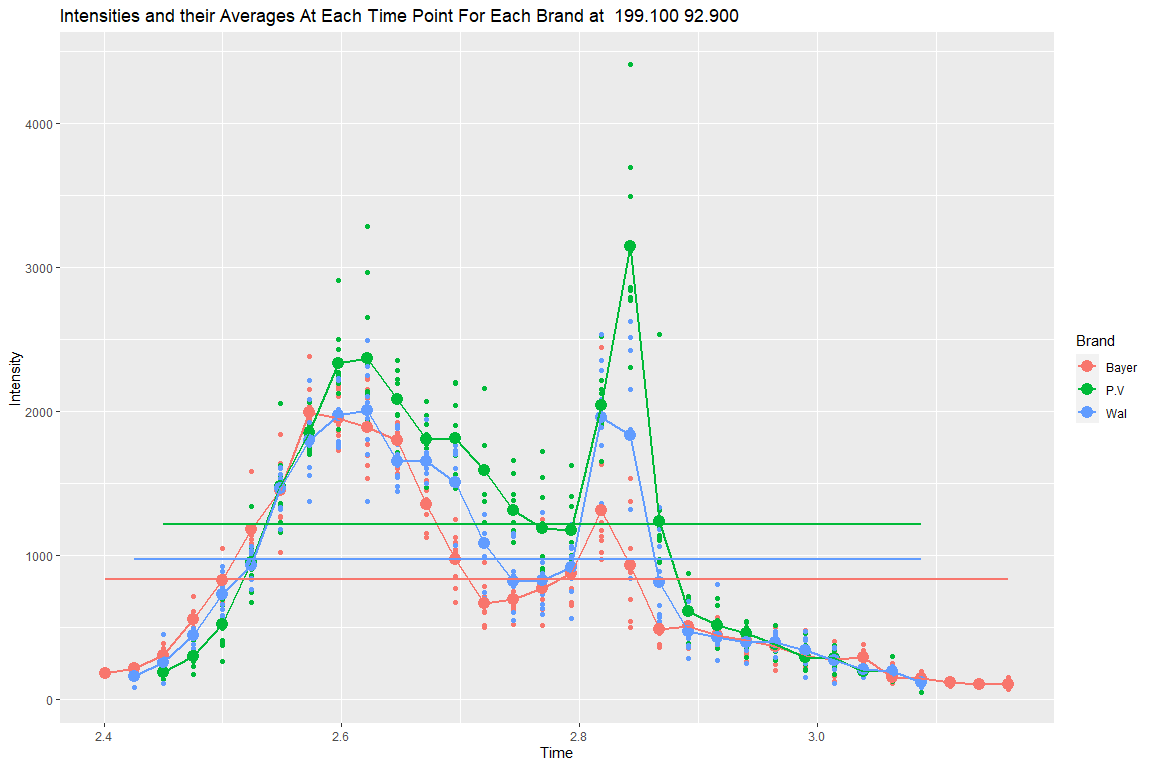 Intensities and their Averages At Each Time Point For Each Brand at  199.100 92.900
4000
3000
2000
1000
0
Intensity
2.4
2.6
2.8
3.0
Time
Brand
Bayer
P.V
Wal